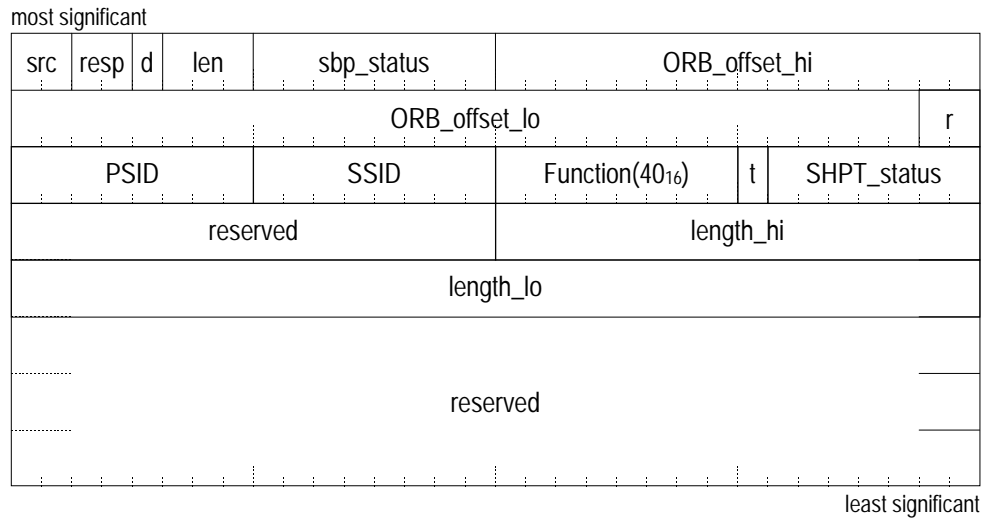 most significant
src resp d len sbp_status ORB_offset_hi
ORB_offset_lo r
PSID SSID Function(40₁₆) t SHPT_status
reserved length_hi
length_lo
reserved
least significant